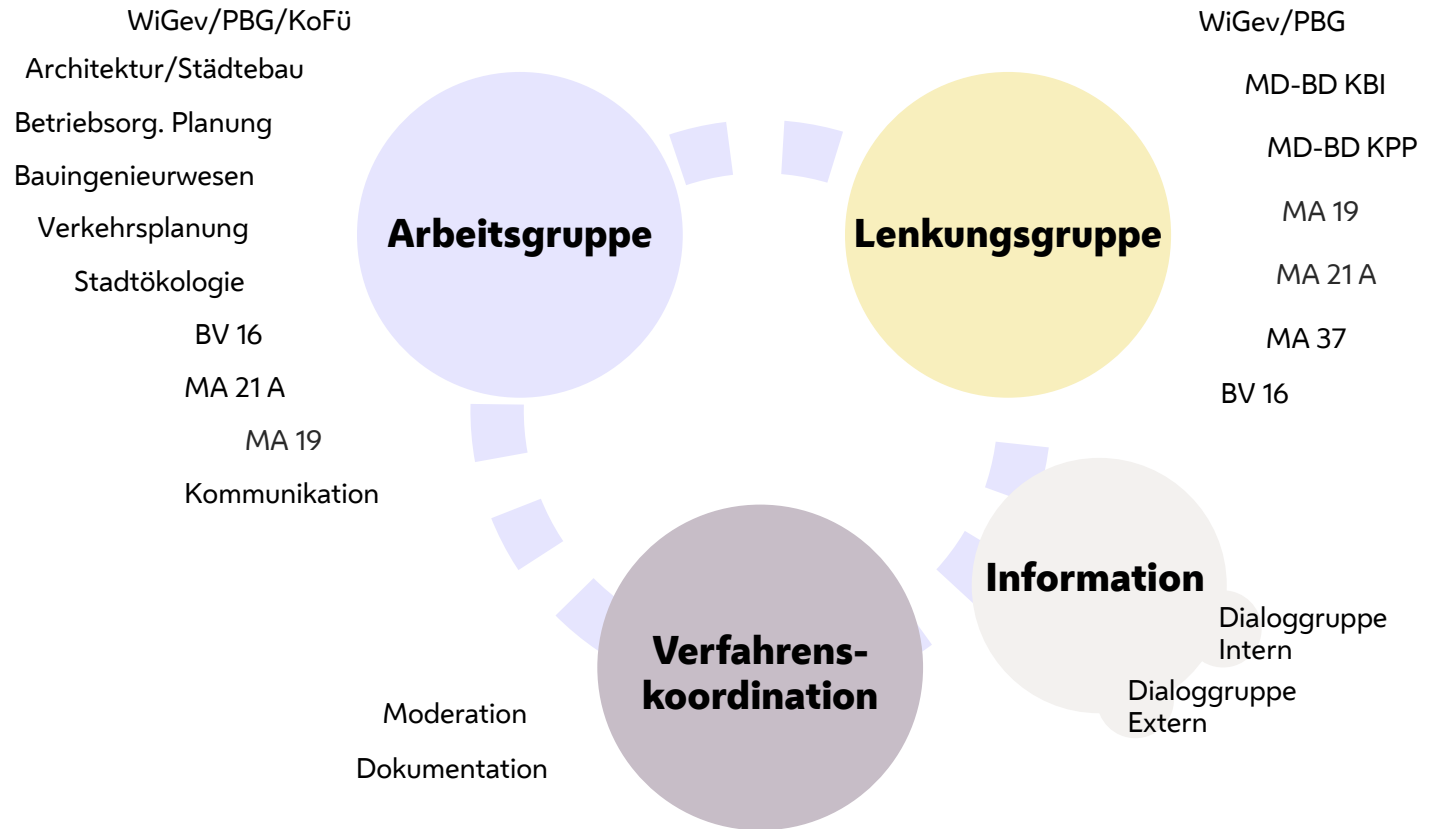 WiGev/PBG/KoFü
Architektur/Städtebau
Betriebsorg. Planung
Bauingenieurwesen
Verkehrsplanung
Stadtökologie
BV 16
MA 21 A
MA 19
Kommunikation
Arbeitsgruppe
Lenkungsgruppe
WiGev/PBG
MD-BD KBI
MD-BD KPP
MA 19
MA 21 A
MA 37
BV 16
Information
Dialoggruppe
Intern
Dialoggruppe
Extern
Verfahrens-
koordination
Moderation
Dokumentation